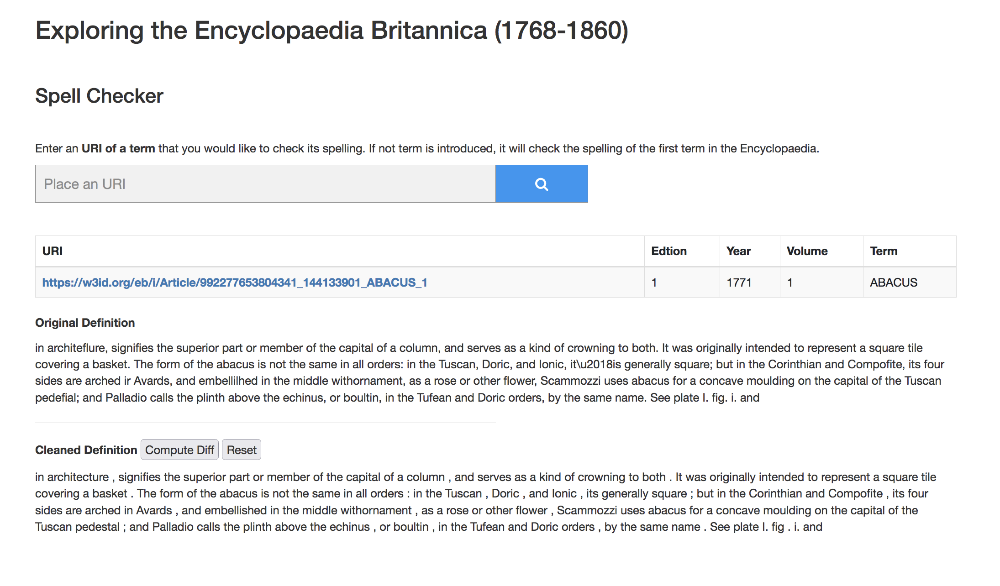 Exploring the Encyclopaedia Britannica (1768-1860)
Spell Checker
Enter an URI of a term that you would like to check its spelling. If not term is introduced, it will check the spelling of the first term in the Encyclopaedia.
Place an URI
URI Edtion Year Volume Term
https://w3id.org/eb/i/Article/992277653804341_144133901_ABACUS_1 1 1771 1 ABACUS
Original Definition
in architeflure, signifies the superior part or member of the capital of a column, and serves as a kind of crowning to both. It was originally intended to represent a square tile
covering a basket. The form of the abacus is not the same in all orders: in the Tuscan, Doric, and Ionic, it\u2018is generally square; but in the Corinthian and Compofite, its four
sides are arched ir Avards, and embellilhed in the middle withornament, as a rose or other flower, Scammozzi uses abacus for a concave moulding on the capital of the Tuscan
pedefial; and Palladio calls the plinth above the echinus, or boultin, in the Tufean and Doric orders, by the same name. See plate I. fig. i. and
Cleaned Definition Compute Diff Reset
in architecture , signifies the superior part or member of the capital of a column , and serves as a kind of crowning to both . It was originally intended to represent a square tile
covering a basket . The form of the abacus is not the same in all orders : in the Tuscan , Doric , and Ionic , its generally square ; but in the Corinthian and Compofite , its four
sides are arched in Avards , and embellished in the middle withornament , as a rose or other flower , Scammozzi uses abacus for a concave moulding on the capital of the
Tuscan pedestal ; and Palladio calls the plinth above the echinus , or boultin , in the Tufean and Doric orders , by the same name . See plate I. fig . i. and